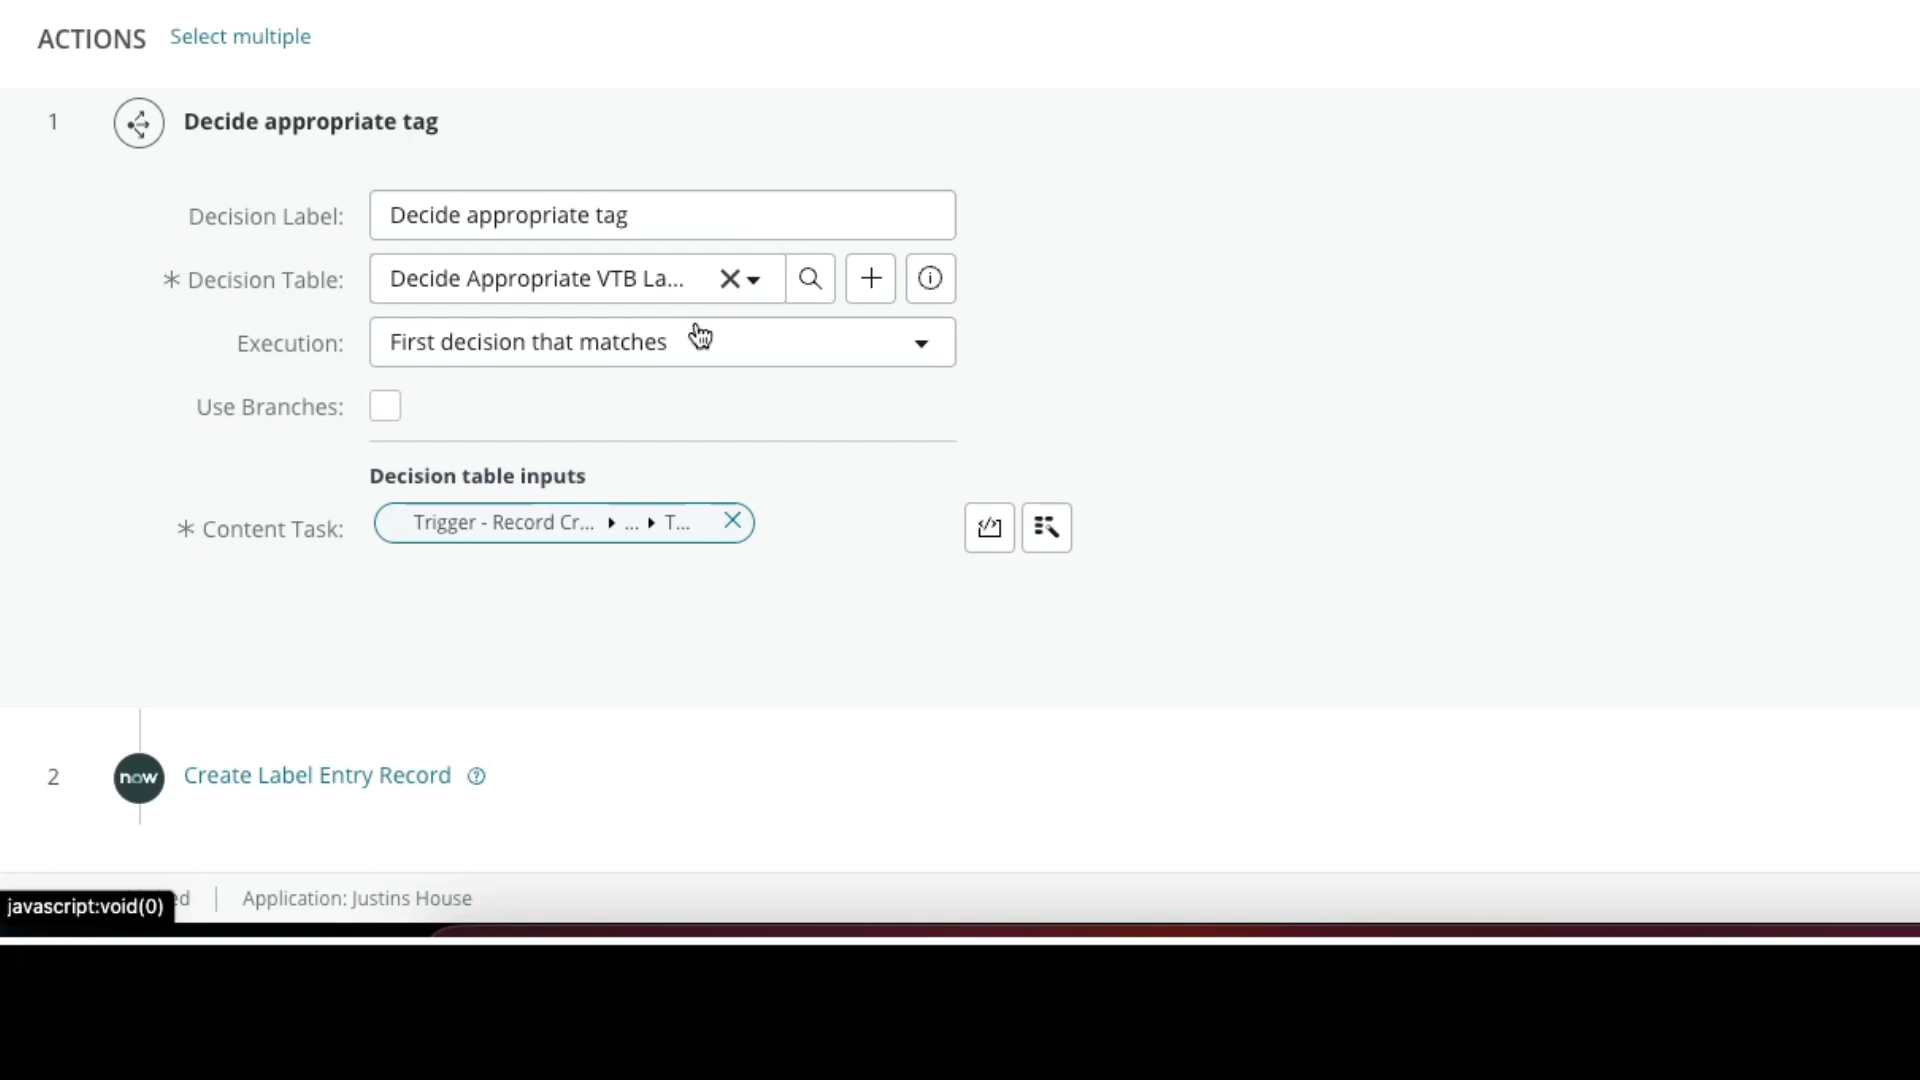 ACTIONS Select multiple
1 Decide appropriate tag
Decision Label: Decide appropriate tag
* Decision Table: Decide Appropriate VTB La...
Execution: First decision that matches
Use Branches:
Decision table inputs
* Content Task: Trigger - Record Cr... ▸ ... ▸ T...
2 now Create Label Entry Record
Application: Justins House
javascript:void(0)